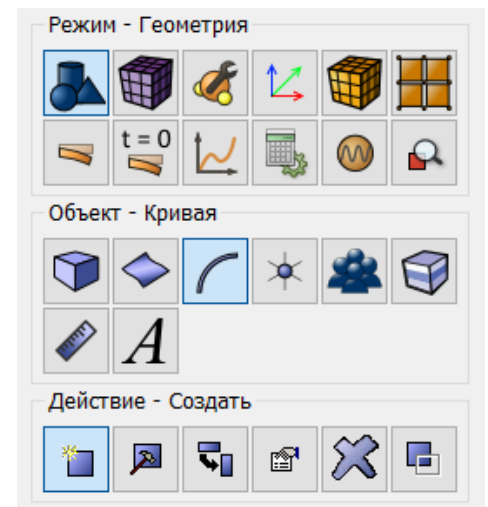 Режим - Геометрия
t = 0
Объект - Кривая
A
Действие - Создать